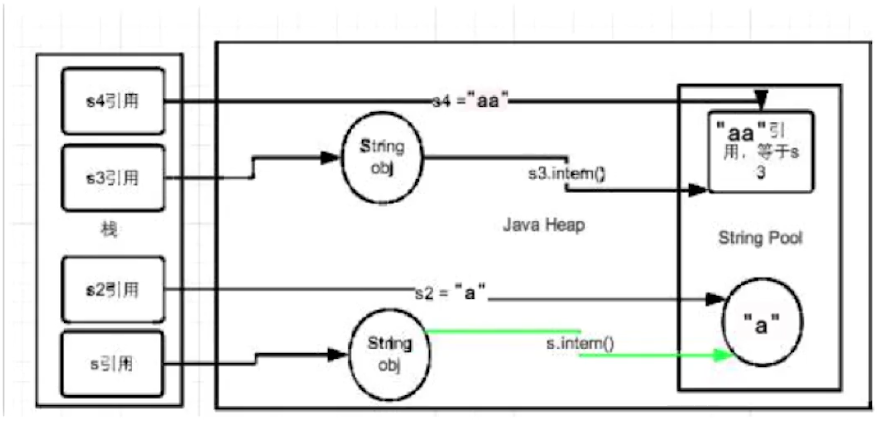 s4引用
s4 ="aa"
"aa"引
用，等于s
3
String
obj
s3引用
s3.intern()
栈
Java Heap
String Pool
s2引用
s2 = "a"
"a"
String
obj
s.intern()
s引用